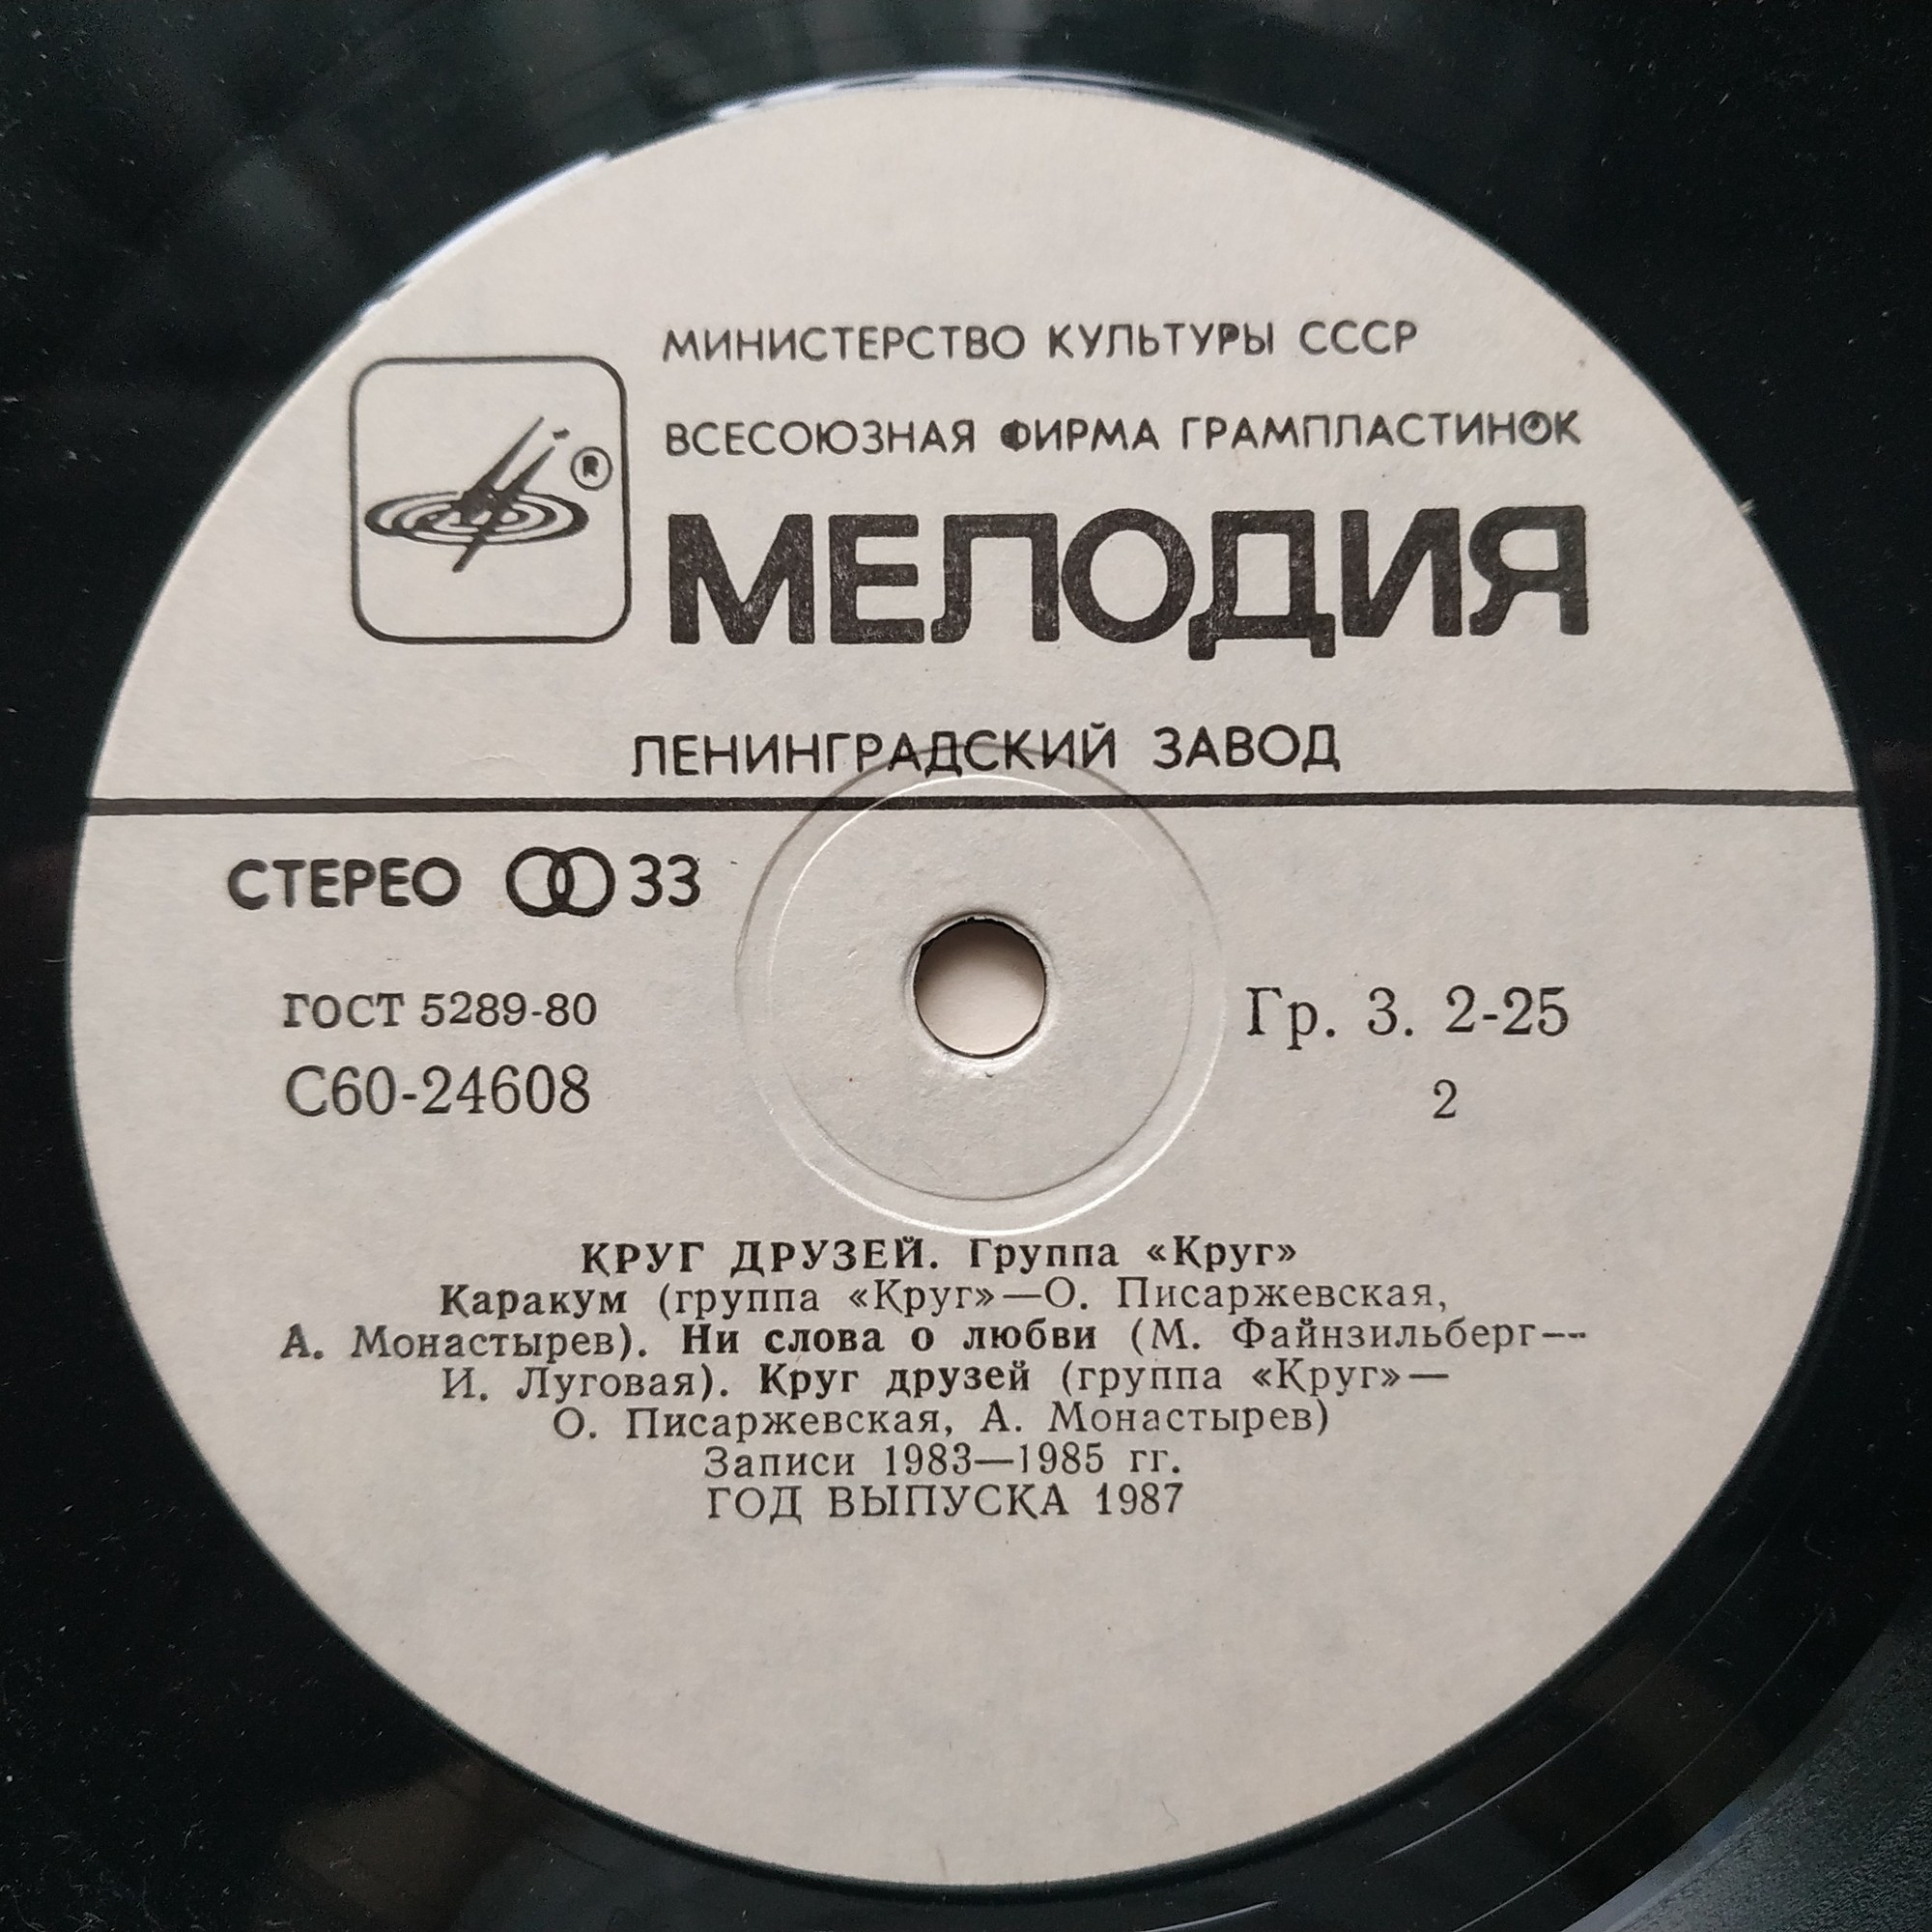 МИНИСТЕРСТВО КУЛЬТУРЫ СССР
ВСЕСОЮЗНАЯ ФИРМА ГРАМПЛАСТИНОК
®
МЕЛОДИЯ
ЛЕНИНГРАДСКИЙ ЗАВОД
СТЕРЕО 33
ГОСТ 5289-80
Гр. 3. 2-25
С60-24608
2
КРУГ ДРУЗЕЙ. Группа «Круг»
Каракум (группа «Круг»—О. Писаржевская,
А. Монастырев). Ни слова о любви (М. Файнзильберг—
И. Луговая). Круг друзей (группа «Круг»—
О. Писаржевская, А. Монастырев)
Записи 1983—1985 гг.
ГОД ВЫПУСКА 1987